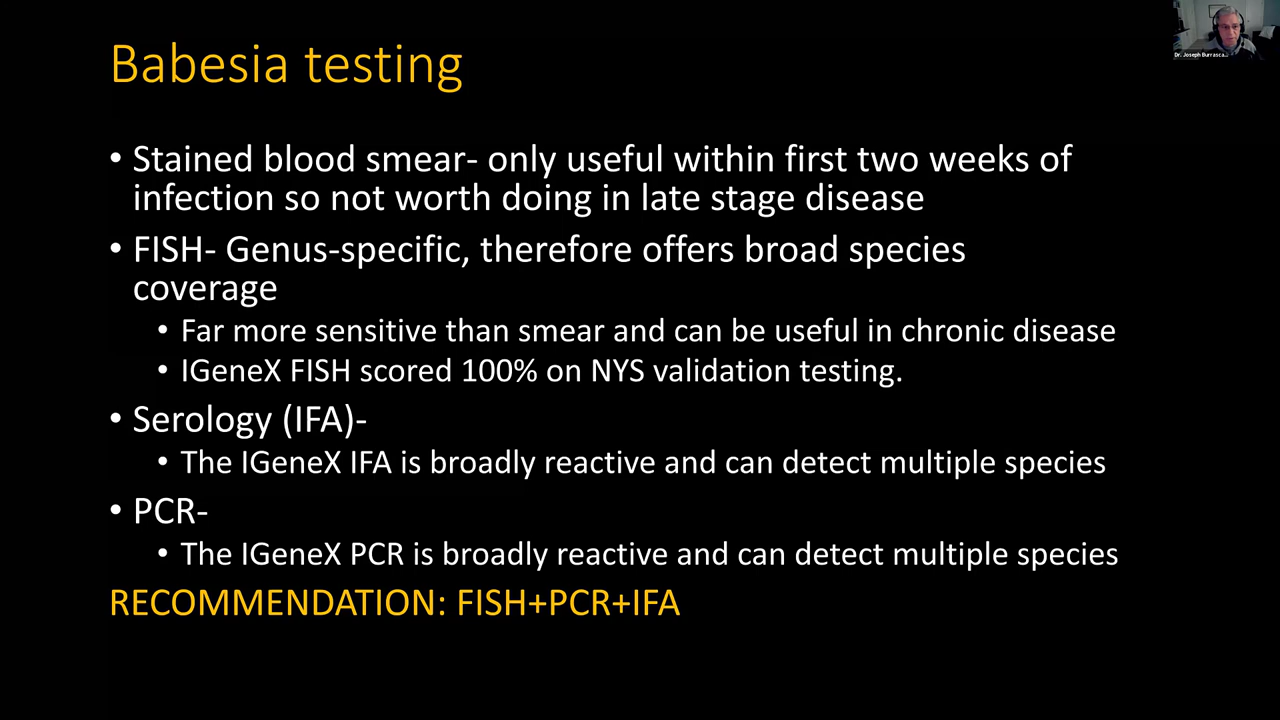 Babesia testing
• Stained blood smear- only useful within first two weeks of
infection so not worth doing in late stage disease
• FISH- Genus-specific, therefore offers broad species
coverage
• Far more sensitive than smear and can be useful in chronic disease
• IGeneX FISH scored 100% on NYS validation testing.
• Serology (IFA)-
• The IGeneX IFA is broadly reactive and can detect multiple species
• PCR-
• The IGeneX PCR is broadly reactive and can detect multiple species
RECOMMENDATION: FISH+PCR+IFA
Dr. Joseph Burrasca...